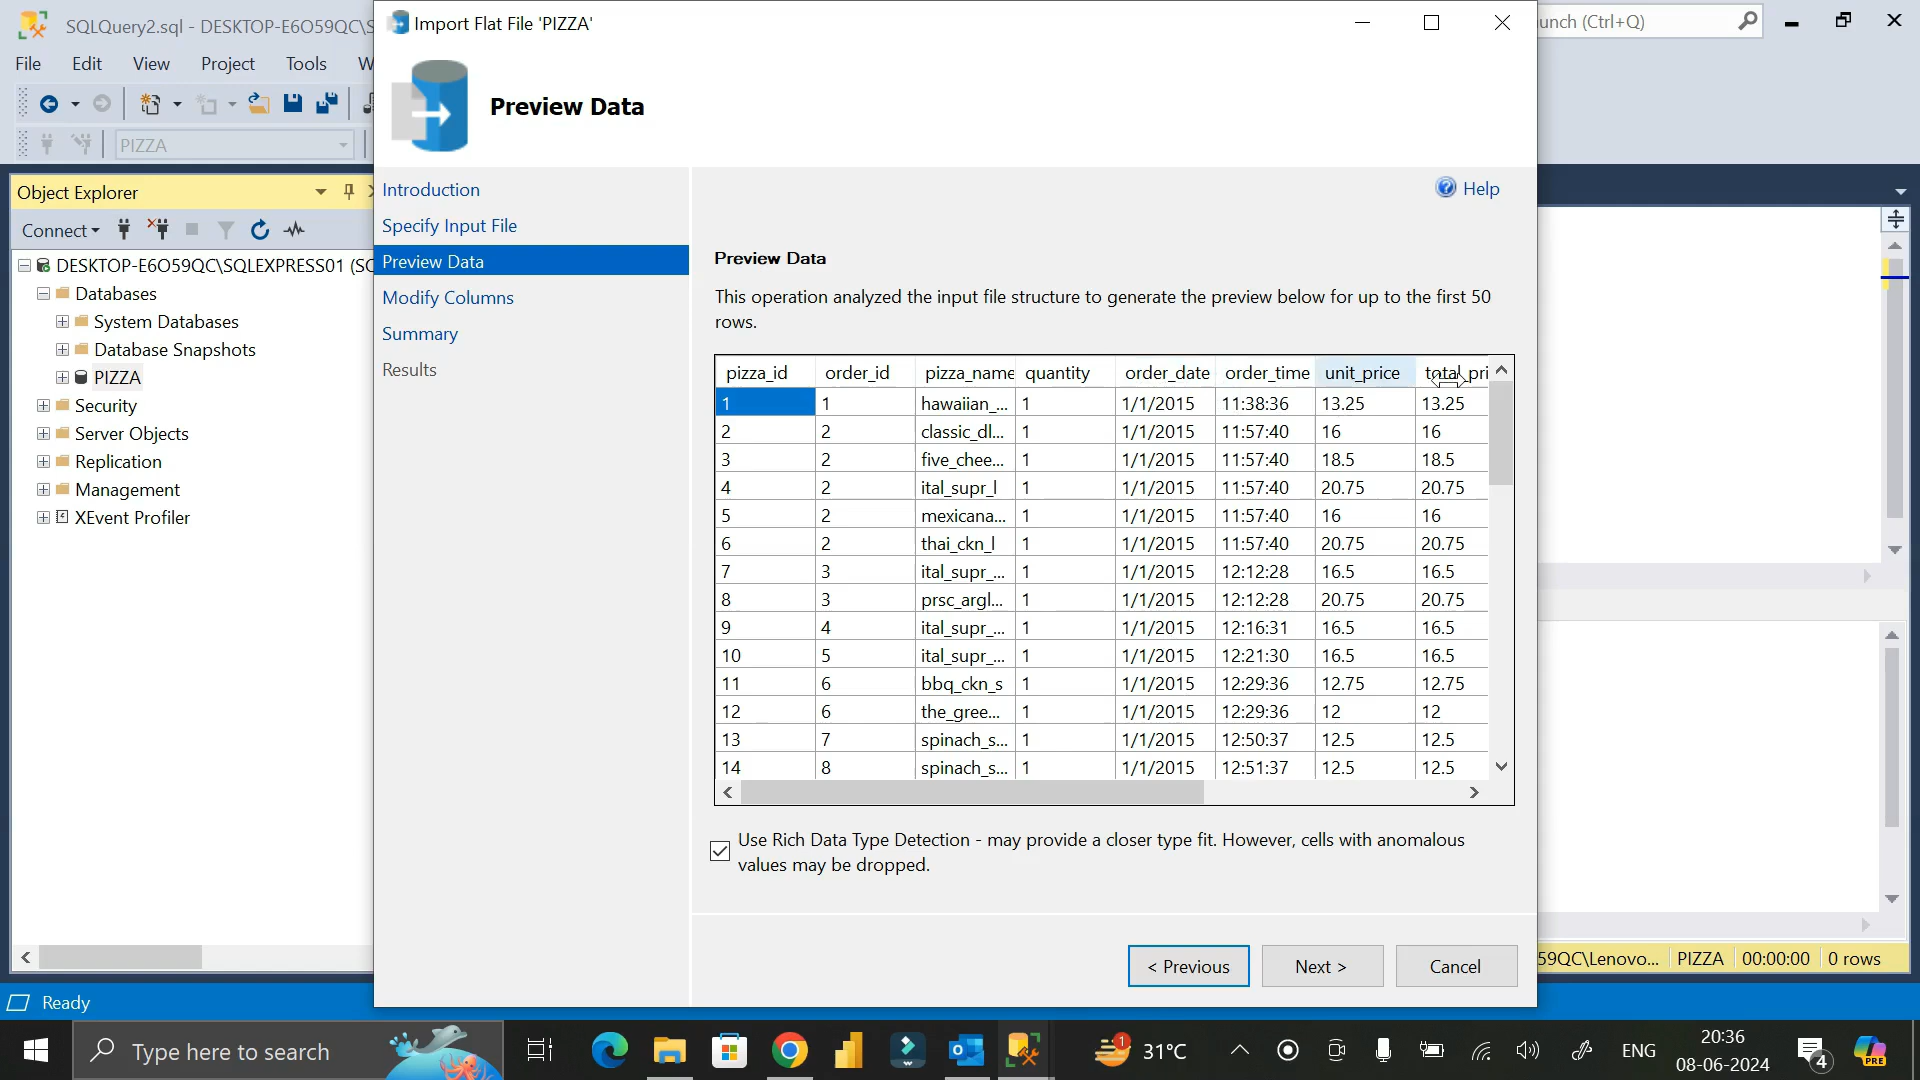 SQLQuery2.sql - DESKTOP-E6O59QC\S
Import Flat File 'PIZZA'
unch (Ctrl+Q)
File Edit View Project Tools W
Preview Data
PIZZA
Object Explorer
Connect
DESKTOP-E6O59QC\SQLEXPRESS01 (SQ
Databases
System Databases
Database Snapshots
PIZZA
Security
Server Objects
Replication
Management
XEvent Profiler
Introduction
Specify Input File
Preview Data
Modify Columns
Summary
Results
Help
Preview Data
This operation analyzed the input file structure to generate the preview below for up to the first 50
rows.
pizza_id order_id pizza_name quantity order_date order_time unit_price total_pri
1 1 hawaiian_... 1 1/1/2015 11:38:36 13.25 13.25
2 2 classic_dl... 1 1/1/2015 11:57:40 16 16
3 2 five_chee... 1 1/1/2015 11:57:40 18.5 18.5
4 2 ital_supr_l 1 1/1/2015 11:57:40 20.75 20.75
5 2 mexicana... 1 1/1/2015 11:57:40 16 16
6 2 thai_ckn_l 1 1/1/2015 11:57:40 20.75 20.75
7 3 ital_supr_... 1 1/1/2015 12:12:28 16.5 16.5
8 3 prsc_argl... 1 1/1/2015 12:12:28 20.75 20.75
9 4 ital_supr_... 1 1/1/2015 12:16:31 16.5 16.5
10 5 ital_supr_... 1 1/1/2015 12:21:30 16.5 16.5
11 6 bbq_ckn_s 1 1/1/2015 12:29:36 12.75 12.75
12 6 the_gree... 1 1/1/2015 12:29:36 12 12
13 7 spinach_s... 1 1/1/2015 12:50:37 12.5 12.5
14 8 spinach_s... 1 1/1/2015 12:51:37 12.5 12.5
Use Rich Data Type Detection - may provide a closer type fit. However, cells with anomalous
values may be dropped.
< Previous Next > Cancel
59QC\Lenovo... PIZZA 00:00:00 0 rows
Ready
Type here to search
1
31°C
ENG
20:36
08-06-2024
4
PRE